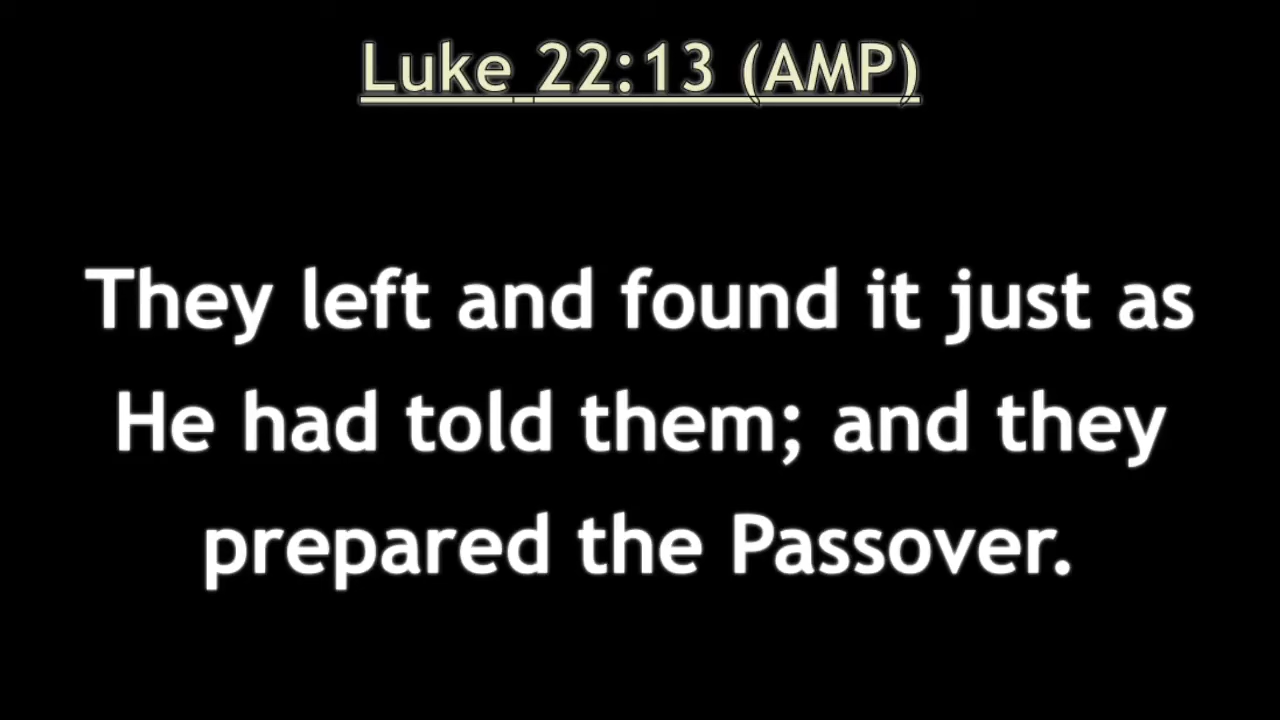 Luke 22:13 (AMP)
They left and found it just as
He had told them; and they
prepared the Passover.